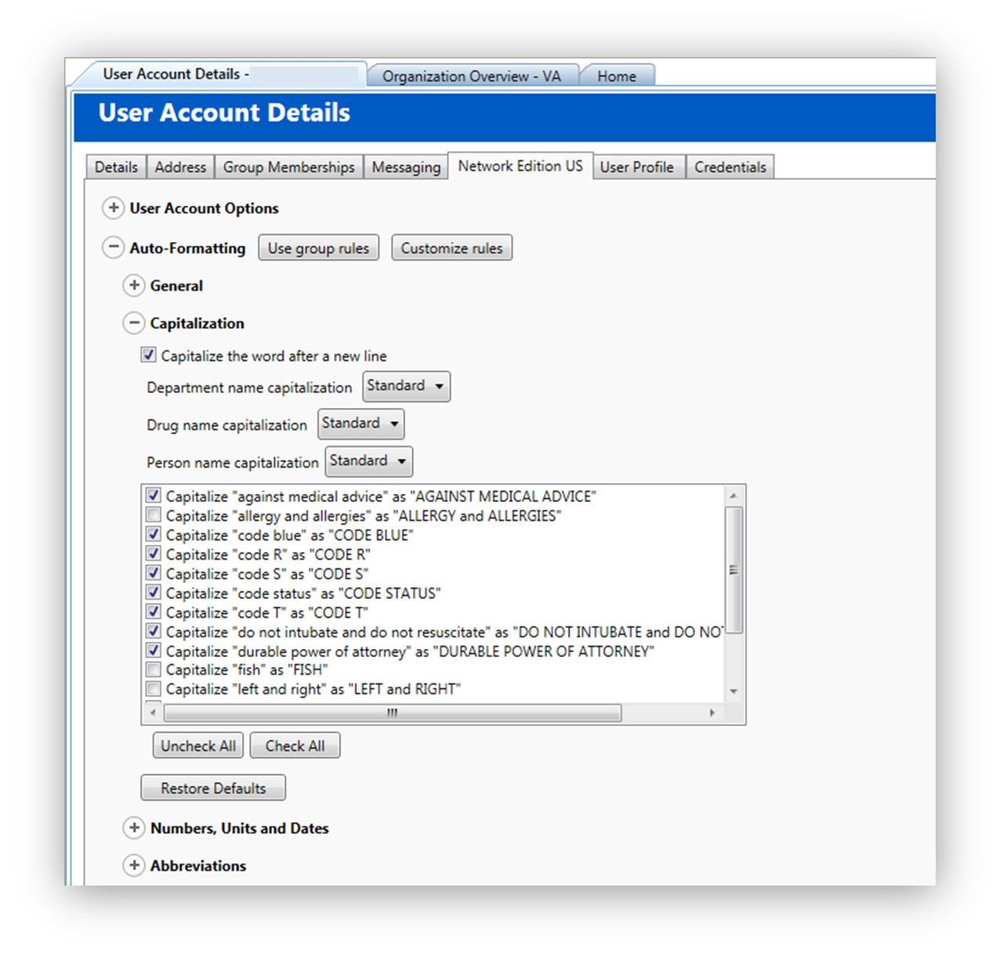 User Account Details -
Organization Overview - VA
Home
User Account Details
Details
Address
Group Memberships
Messaging
Network Edition US
User Profile
Credentials
User Account Options
Auto-Formatting
Use group rules
Customize rules
General
Capitalization
Capitalize the word after a new line
Department name capitalization
Standard
Drug name capitalization
Standard
Person name capitalization
Standard
Capitalize "against medical advice" as "AGAINST MEDICAL ADVICE"
Capitalize "allergy and allergies" as "ALLERGY and ALLERGIES"
Capitalize "code blue" as "CODE BLUE"
Capitalize "code R" as "CODE R"
Capitalize "code S" as "CODE S"
Capitalize "code status" as "CODE STATUS"
Capitalize "code T" as "CODE T"
Capitalize "do not intubate and do not resuscitate" as "DO NOT INTUBATE and DO NOT
Capitalize "durable power of attorney" as "DURABLE POWER OF ATTORNEY"
Capitalize "fish" as "FISH"
Capitalize "left and right" as "LEFT and RIGHT"
Uncheck All
Check All
Restore Defaults
Numbers, Units and Dates
Abbreviations